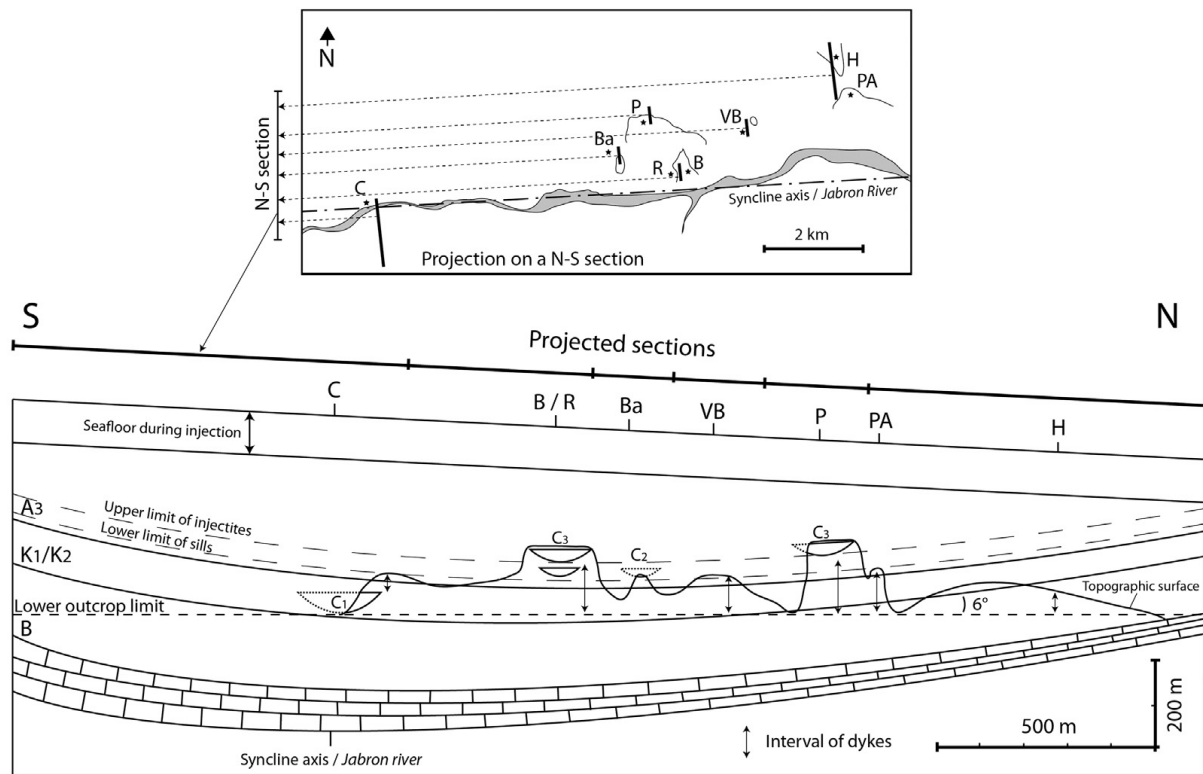 N
H
PA
P
VB
Ba
R
B
C
N-S section
Syncline axis / Jabron River
2 km
Projection on a N-S section
S
N
Projected sections
C
B / R
Ba
VB
P
PA
H
Seafloor during injection
A3
Upper limit of injectites
Lower limit of sills
C3
C3
C2
K1/K2
C1
Topographic surface
Lower outcrop limit
6°
B
200 m
500 m
Interval of dykes
Syncline axis / Jabron river